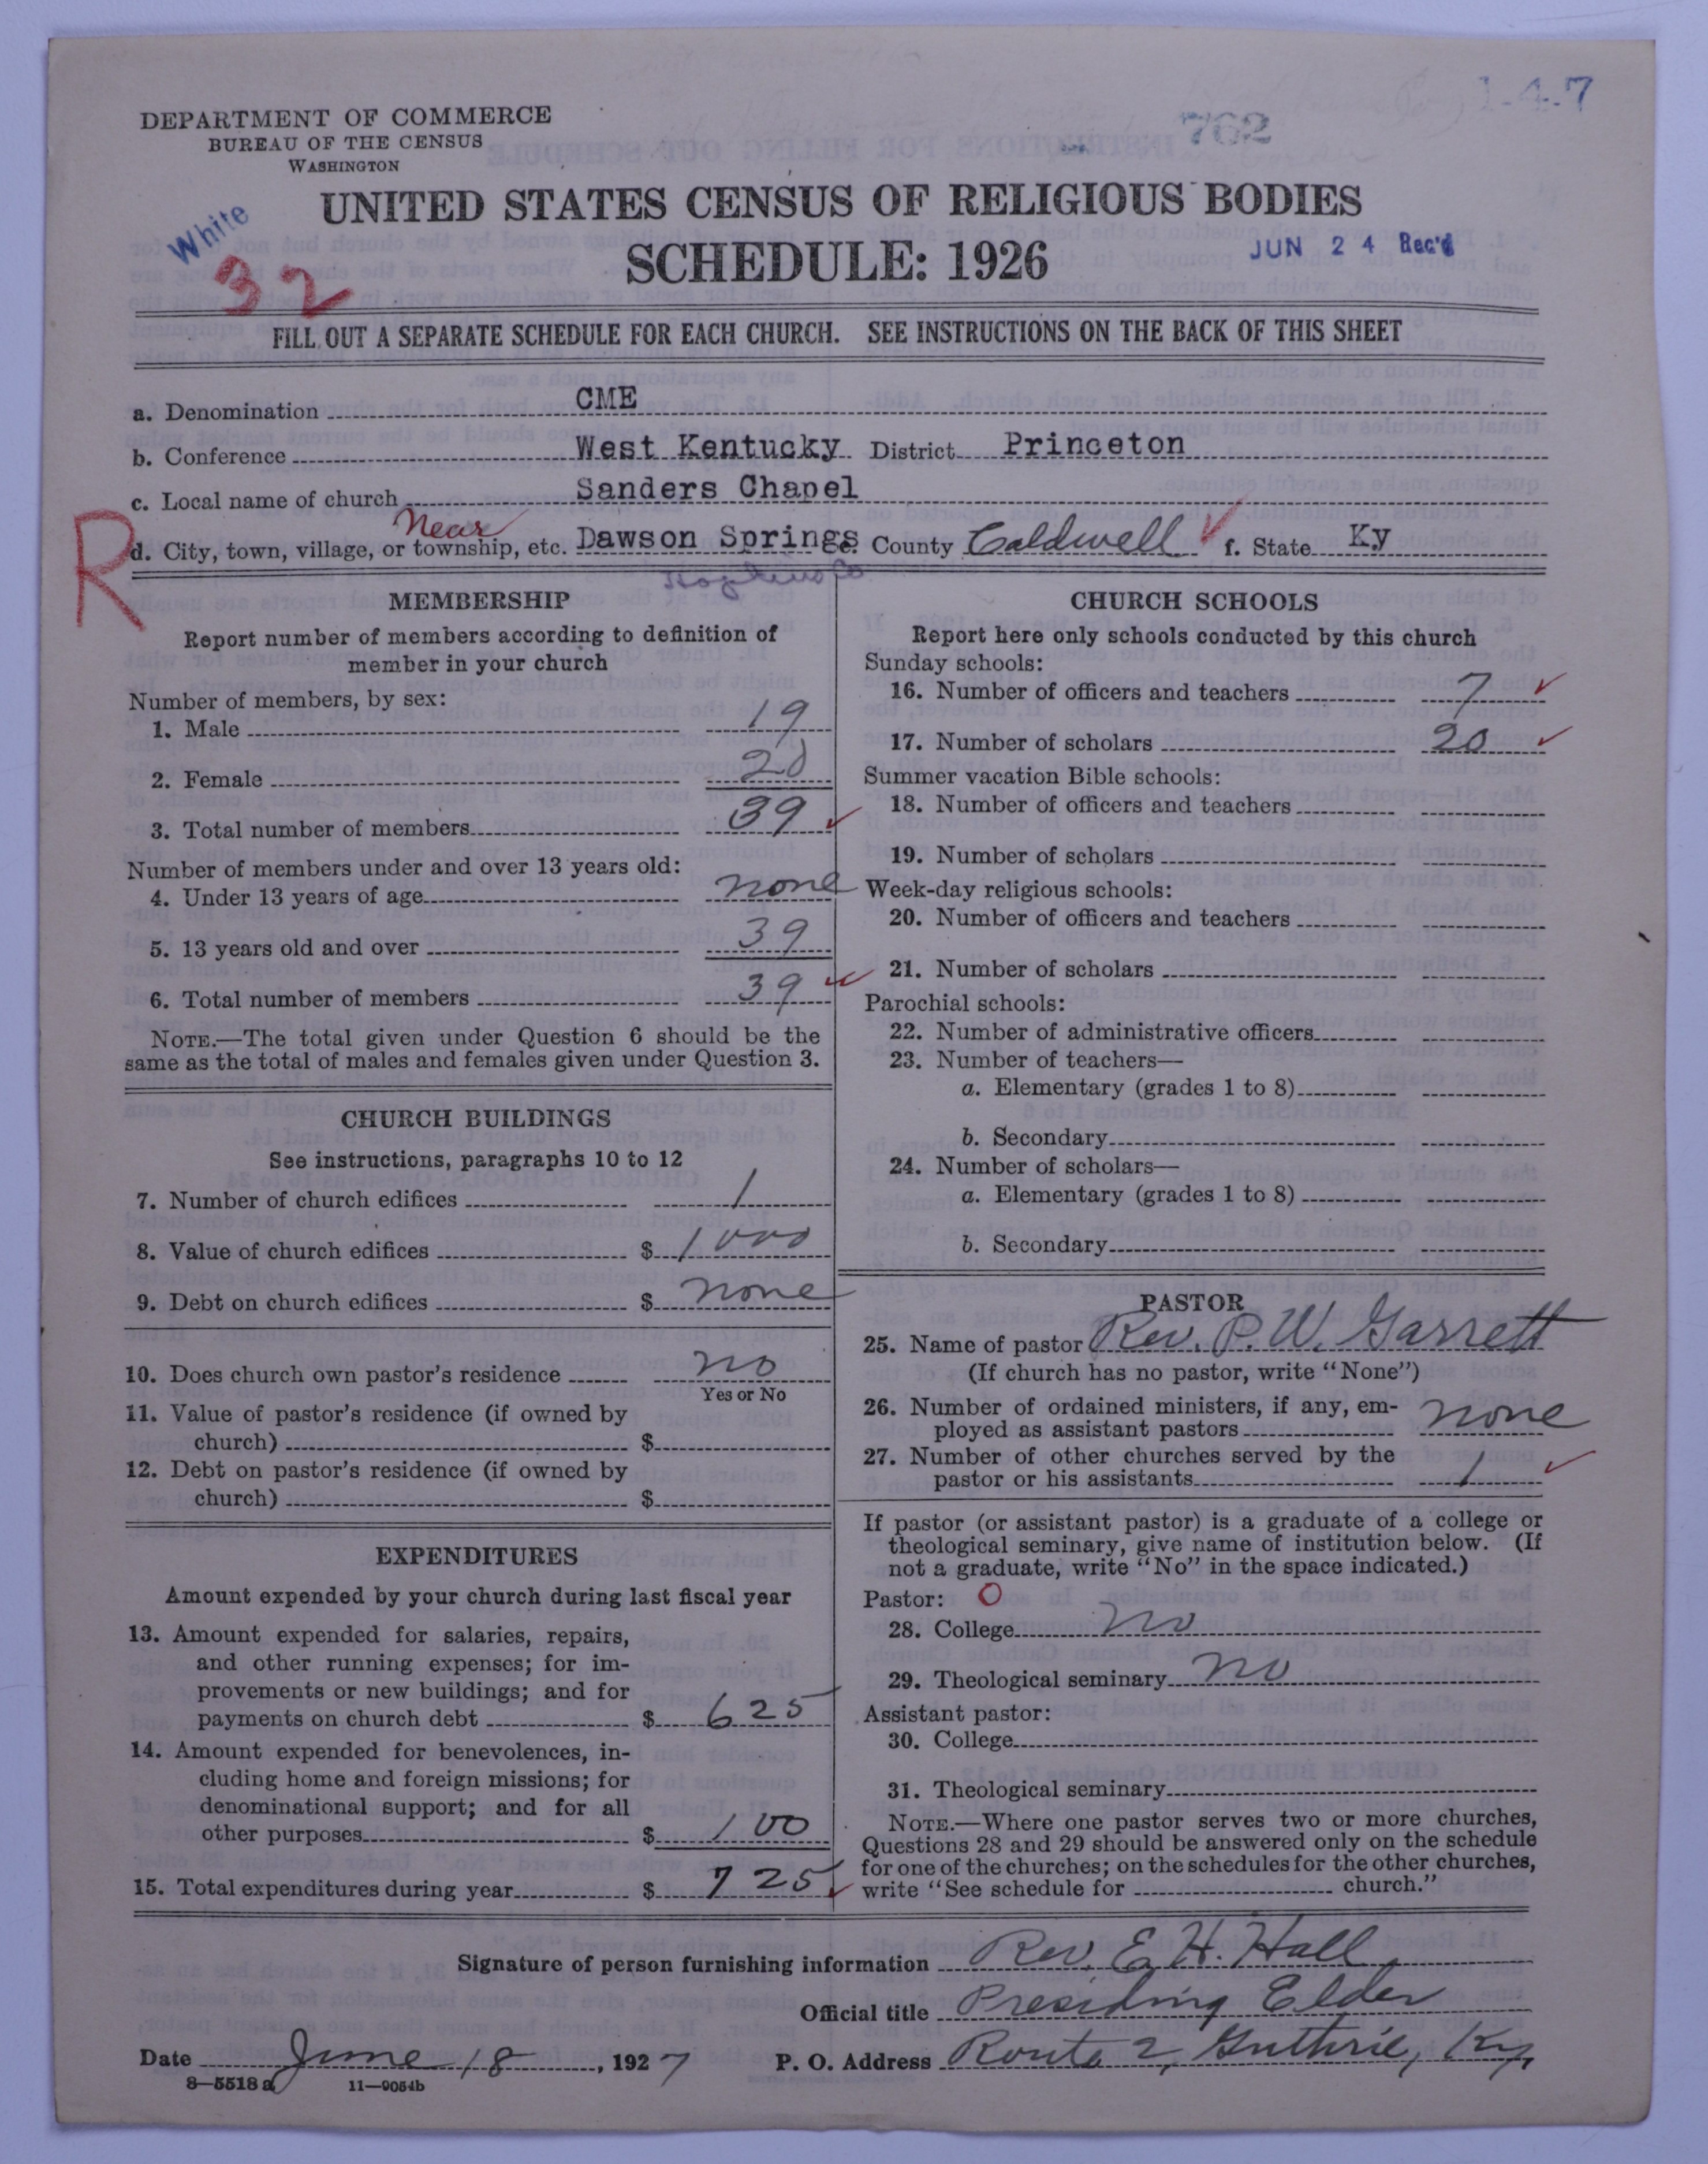 1-4-7
DEPARTMENT OF COMMERCE
BUREAU OF THE CENSUS
WASHINGTON
762
UNITED STATES CENSUS OF RELIGIOUS BODIES
White
SCHEDULE: 1926
JUN 24 Rec'd
32
FILL OUT A SEPARATE SCHEDULE FOR EACH CHURCH. SEE INSTRUCTIONS ON THE BACK OF THIS SHEET
a. Denomination CME
b. Conference West Kentucky District Princeton
c. Local name of church Sanders Chapel
Near
R
d. City, town, village, or township, etc. Dawson Springs e. County Caldwell f. State Ky
Hopkins Co
MEMBERSHIP
Report number of members according to definition of
member in your church
Number of members, by sex:
1. Male 19
2. Female 20
3. Total number of members 39
Number of members under and over 13 years old:
4. Under 13 years of age none
5. 13 years old and over 39
6. Total number of members 39
NOTE.—The total given under Question 6 should be the
same as the total of males and females given under Question 3.
CHURCH BUILDINGS
See instructions, paragraphs 10 to 12
7. Number of church edifices 1
8. Value of church edifices $ 1000
9. Debt on church edifices $ none
10. Does church own pastor's residence no
Yes or No
11. Value of pastor's residence (if owned by
church) $
12. Debt on pastor's residence (if owned by
church) $
EXPENDITURES
Amount expended by your church during last fiscal year
13. Amount expended for salaries, repairs,
and other running expenses; for im-
provements or new buildings; and for
payments on church debt $ 625
14. Amount expended for benevolences, in-
cluding home and foreign missions; for
denominational support; and for all
other purposes $ 100
15. Total expenditures during year $ 725
CHURCH SCHOOLS
Report here only schools conducted by this church
Sunday schools:
16. Number of officers and teachers 7
17. Number of scholars 20
Summer vacation Bible schools:
18. Number of officers and teachers
19. Number of scholars
Week-day religious schools:
20. Number of officers and teachers
21. Number of scholars
Parochial schools:
22. Number of administrative officers
23. Number of teachers—
a. Elementary (grades 1 to 8)
b. Secondary
24. Number of scholars—
a. Elementary (grades 1 to 8)
b. Secondary
PASTOR
25. Name of pastor Rev. P. W. Garrett
(If church has no pastor, write "None")
26. Number of ordained ministers, if any, em-
ployed as assistant pastors none
27. Number of other churches served by the
pastor or his assistants 1
If pastor (or assistant pastor) is a graduate of a college or
theological seminary, give name of institution below. (If
not a graduate, write "No" in the space indicated.)
Pastor: O
28. College no
29. Theological seminary no
Assistant pastor:
30. College
31. Theological seminary
NOTE.—Where one pastor serves two or more churches,
Questions 28 and 29 should be answered only on the schedule
for one of the churches; on the schedules for the other churches,
write "See schedule for church."
Signature of person furnishing information Rev. E. H. Hall
Official title Presiding Elder
Date June 18, 1927 P. O. Address Route 2, Guthrie, Ky,
8—5518 a 11—9054b